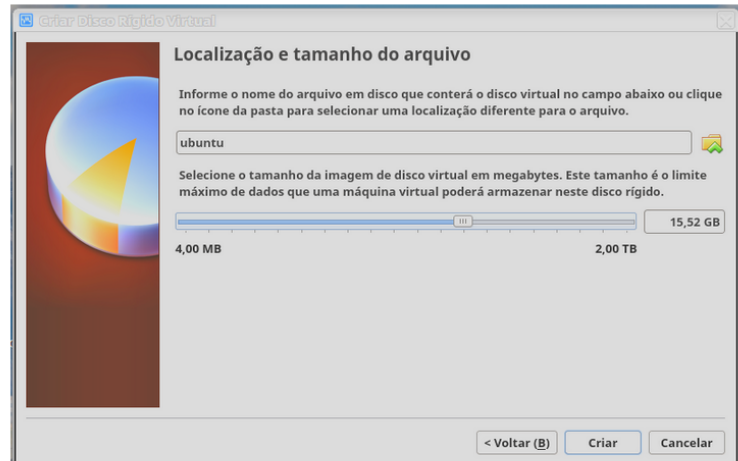 Criar Disco Rígido Virtual
Localização e tamanho do arquivo
Informe o nome do arquivo em disco que conterá o disco virtual no campo abaixo ou clique
no ícone da pasta para selecionar uma localização diferente para o arquivo.
ubuntu
Selecione o tamanho da imagem de disco virtual em megabytes. Este tamanho é o limite
máximo de dados que uma máquina virtual poderá armazenar neste disco rígido.
15,52 GB
4,00 MB 2,00 TB
< Voltar (B) Criar Cancelar